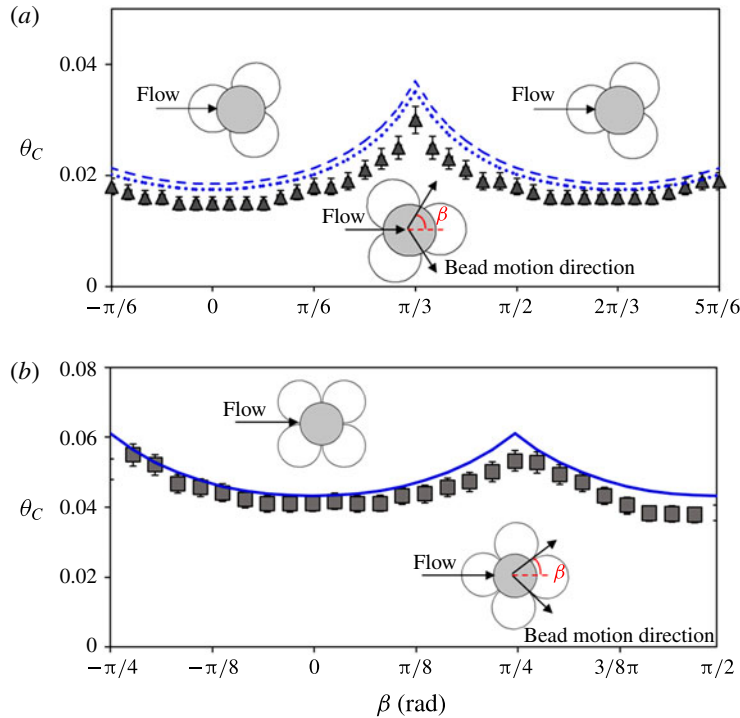 (a)
0.04
Flow
Flow
θC
0.02
Flow
β
Bead motion direction
0
−π/6
0
π/6
π/3
π/2
2π/3
5π/6
(b)
0.08
Flow
0.06
θC
0.04
Flow
β
0.02
Bead motion direction
0
−π/4
−π/8
0
π/8
π/4
3/8π
π/2
β (rad)